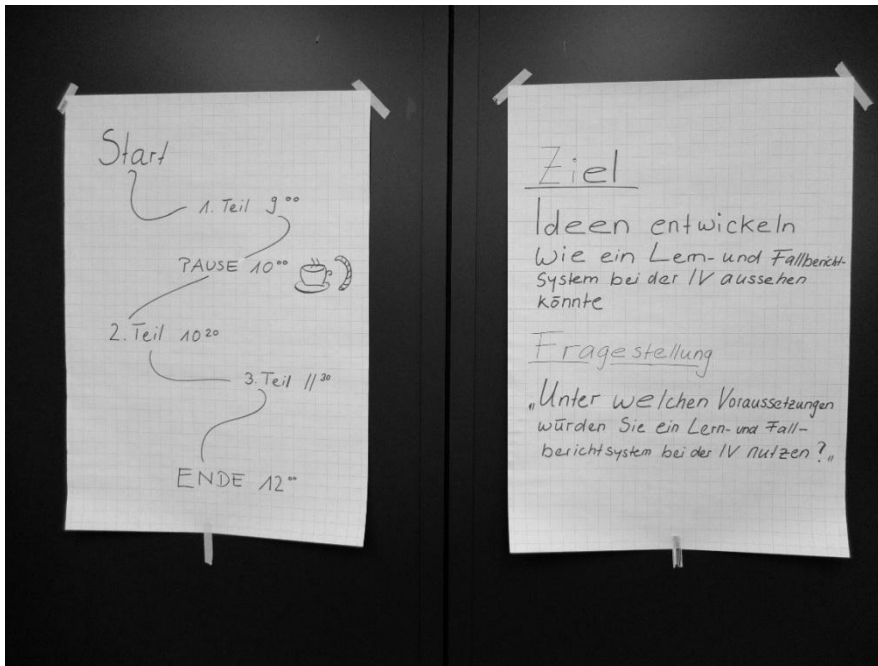 Start
1. Teil 9⁰⁰
PAUSE 10⁰⁰
2. Teil 10²⁰
3. Teil 11³⁰
ENDE 12⁰⁰
Ziel
Ideen entwickeln
Wie ein Lern- und Fallbericht-
System bei der IV aussehen
könnte
Fragestellung
„Unter welchen Voraussetzungen
würden Sie ein Lern- und Fall-
berichtsystem bei der IV nutzen?„